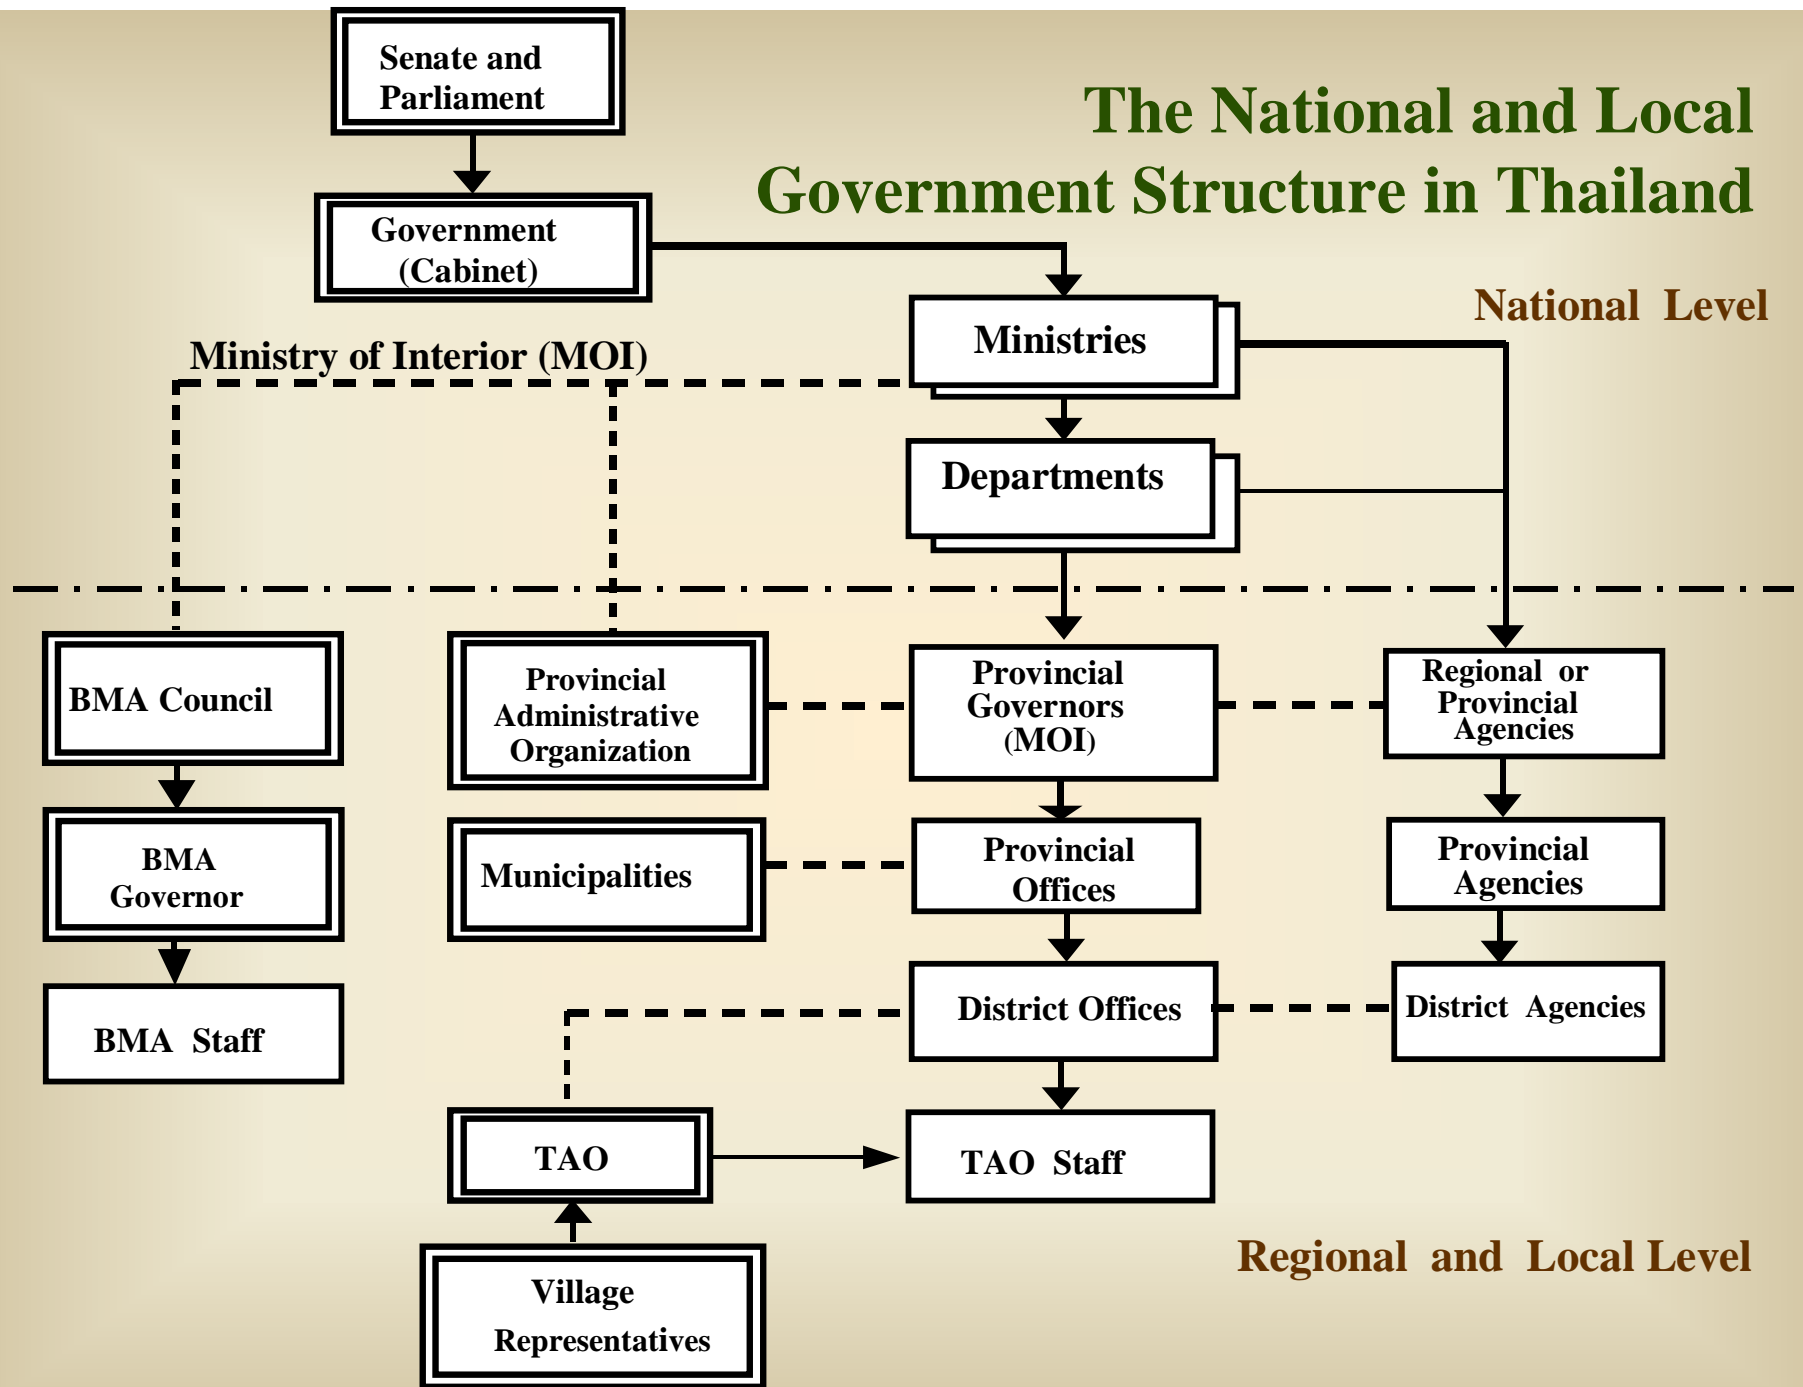 Senate and
Parliament
The National and Local
Government Structure in Thailand
Government
(Cabinet)
National Level
Ministries
Ministry of Interior (MOI)
Departments
BMA Council
Provincial
Administrative
Organization
Provincial
Governors
(MOI)
Regional or
Provincial
Agencies
BMA
Governor
Municipalities
Provincial
Offices
Provincial
Agencies
BMA Staff
District Offices
District Agencies
TAO
TAO Staff
Village
Representatives
Regional and Local Level